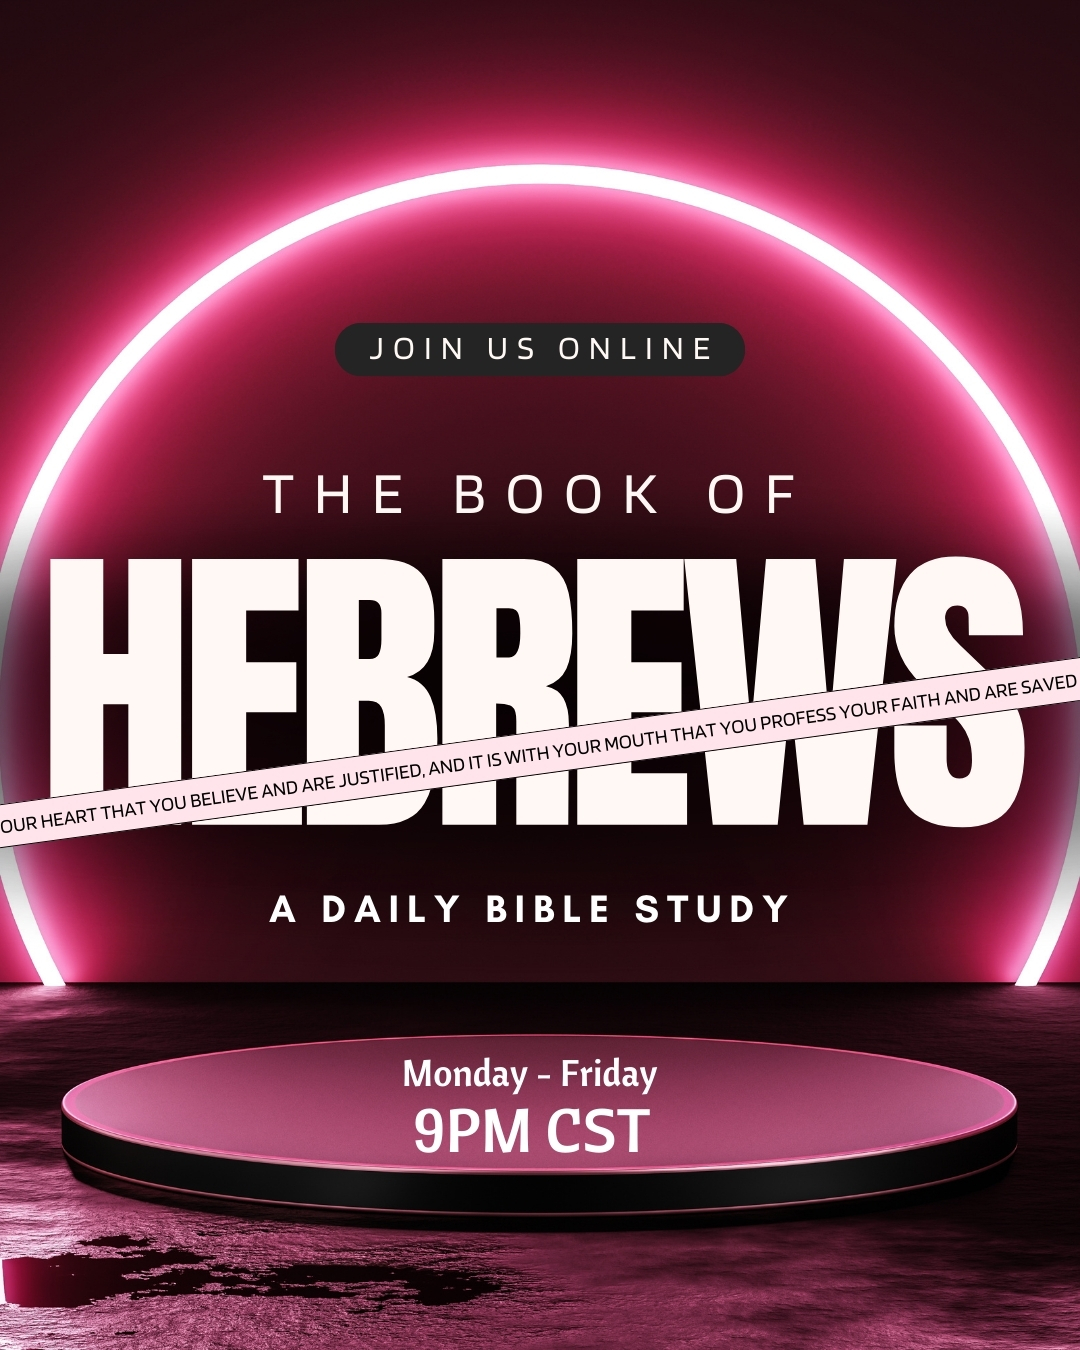 JOIN US ONLINE
THE BOOK OF
HEBREWS
OUR HEART THAT YOU BELIEVE AND ARE JUSTIFIED, AND IT IS WITH YOUR MOUTH THAT YOU PROFESS YOUR FAITH AND ARE SAVED
A DAILY BIBLE STUDY
Monday - Friday
9PM CST